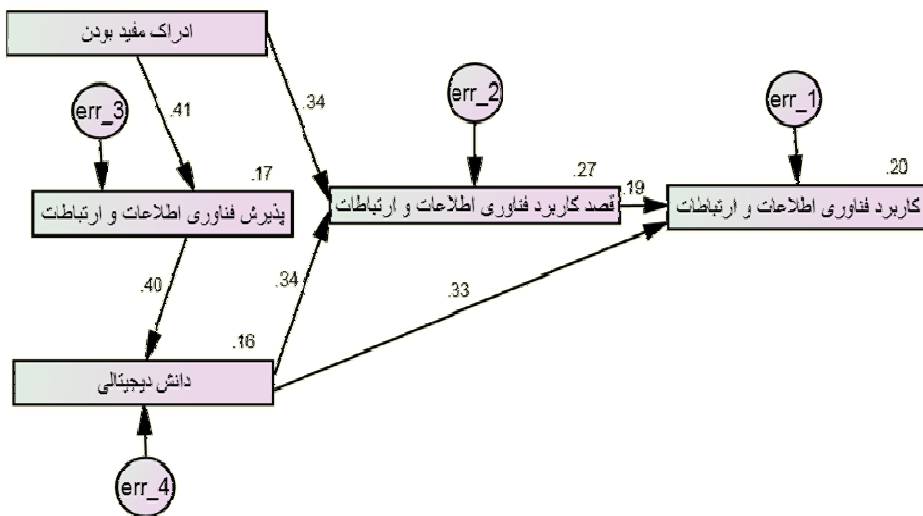 ادراک مفید بودن
err_3
.41
.34
err_2
err_1
.17
پذیرش فناوری اطلاعات و ارتباطات
.27
قصد کاربرد فناوری اطلاعات و ارتباطات
.19
.20
کاربرد فناوری اطلاعات و ارتباطات
.40
.34
.33
.16
دانش دیجیتالی
err_4